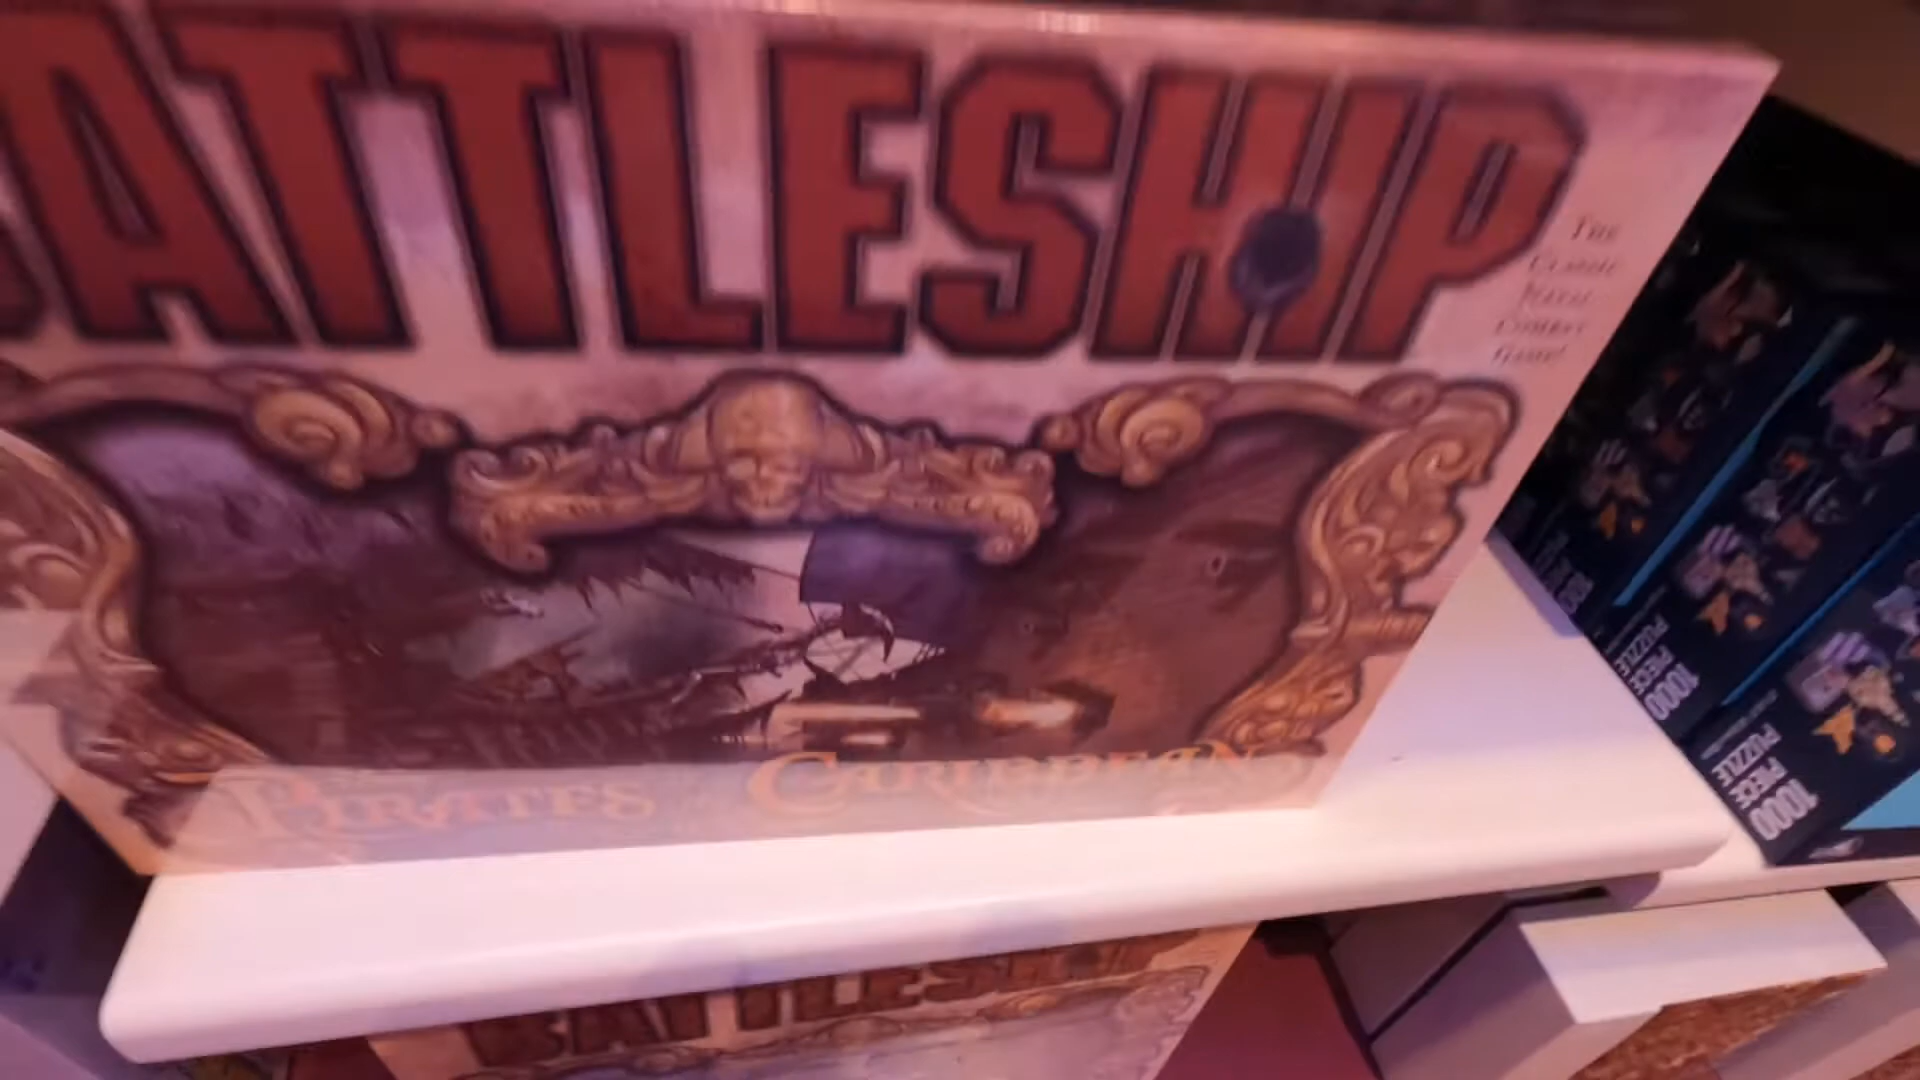 BATTLESHIP
The
Classic
Naval
Combat
Game!
PIRATES CARIBBEAN
1000
PIECE
PUZZLE
1000
PIECE
PUZZLE
BATTLESHIP